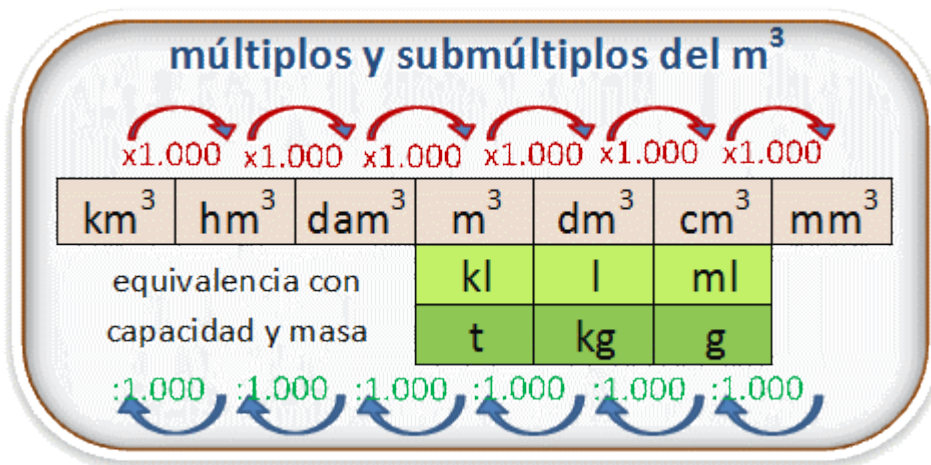 múltiplos y submúltiplos del m³
x1.000 x1.000 x1.000 x1.000 x1.000 x1.000
km³ hm³ dam³ m³ dm³ cm³ mm³
equivalencia con kl l ml
capacidad y masa t kg g
:1.000 :1.000 :1.000 :1.000 :1.000 :1.000